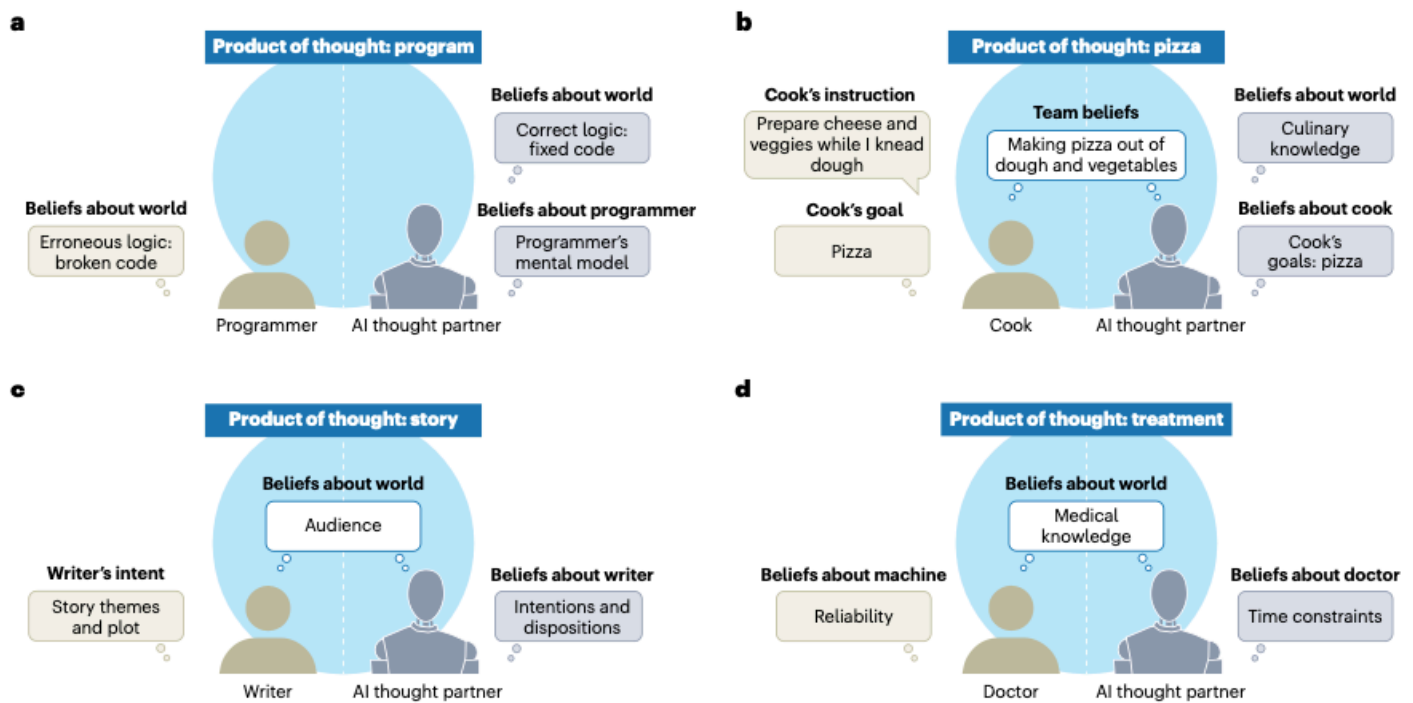 a
Product of thought: program
Beliefs about world
Correct logic:
fixed code
Beliefs about world
Erroneous logic:
broken code
Beliefs about programmer
Programmer's
mental model
Programmer
AI thought partner
b
Product of thought: pizza
Cook's instruction
Prepare cheese and
veggies while I knead
dough
Team beliefs
Making pizza out of
dough and vegetables
Beliefs about world
Culinary
knowledge
Cook's goal
Pizza
Beliefs about cook
Cook's
goals: pizza
Cook
AI thought partner
c
Product of thought: story
Beliefs about world
Audience
Writer's intent
Story themes
and plot
Beliefs about writer
Intentions and
dispositions
Writer
AI thought partner
d
Product of thought: treatment
Beliefs about world
Medical
knowledge
Beliefs about machine
Reliability
Beliefs about doctor
Time constraints
Doctor
AI thought partner